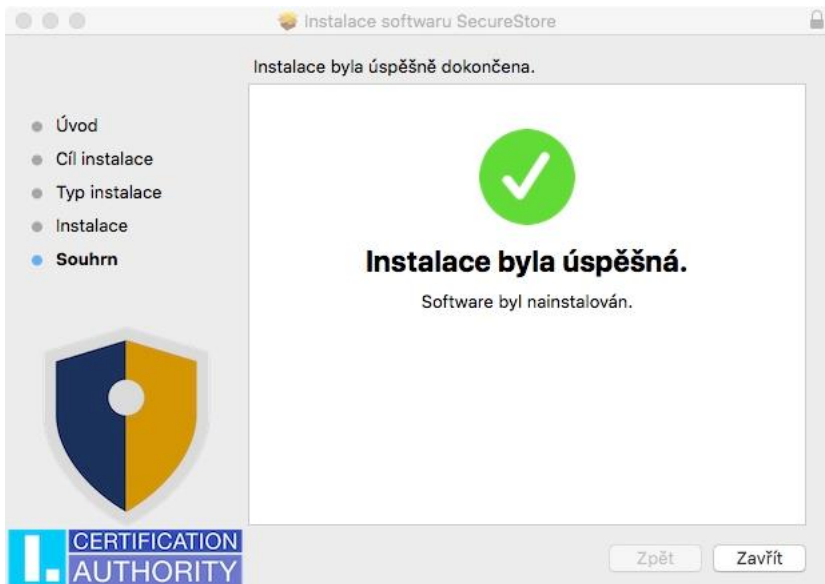 Instalace softwaru SecureStore
Instalace byla úspěšně dokončena.
Úvod
Cíl instalace
Typ instalace
Instalace
Souhrn
Instalace byla úspěšná.
Software byl nainstalován.
I.
CERTIFICATION
AUTHORITY
Zpět
Zavřít